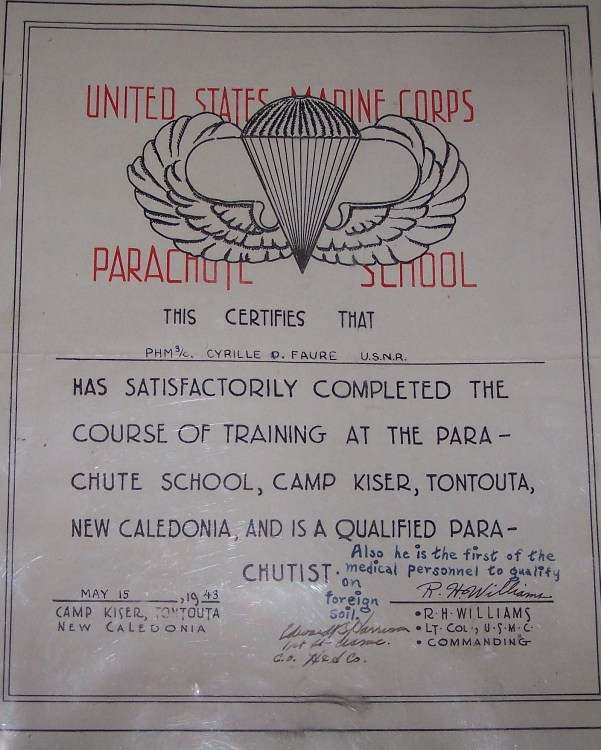 UNITED STATES MARINE CORPS
PARACHUTE SCHOOL
THIS CERTIFIES THAT
PHM 3/c. CYRILLE D. FAURE U.S.N.R.
HAS SATISFACTORILY COMPLETED THE
COURSE OF TRAINING AT THE PARA-
CHUTE SCHOOL, CAMP KISER, TONTOUTA,
NEW CALEDONIA, AND IS A QUALIFIED PARA-
CHUTIST.
Also he is the first of the
medical personnel to qualify
on
foreign
soil.
MAY 15, 1943
CAMP KISER, TONTOUTA
NEW CALEDONIA
R. H. Williams
• R·H·WILLIAMS
• LT·COL·, U·S·M·C·
• COMMANDING
Edward
C.O. Hed Co.